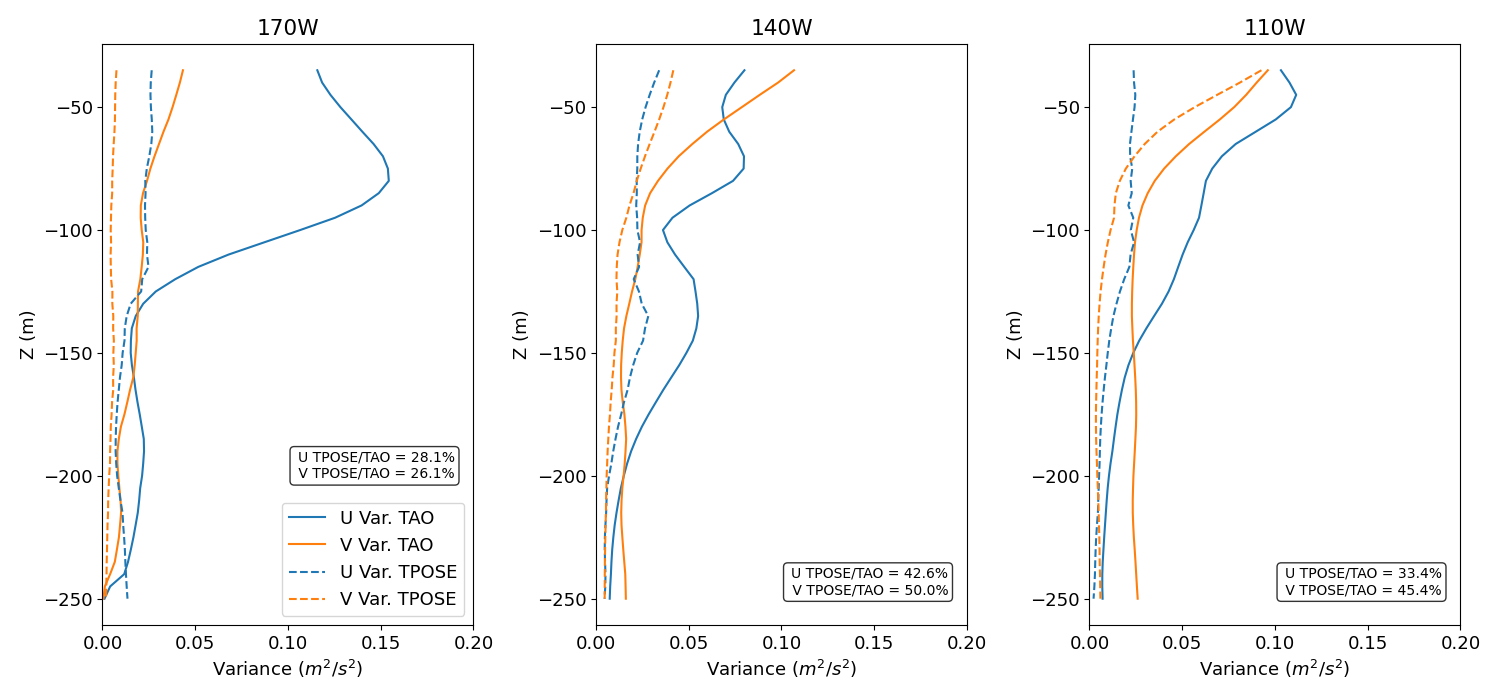 170W
−50
−100
−150
−200
−250
Z (m)
0.00
0.05
0.10
0.15
0.20
Variance (m²/s²)
U TPOSE/TAO = 28.1%
V TPOSE/TAO = 26.1%
U Var. TAO
V Var. TAO
U Var. TPOSE
V Var. TPOSE
140W
−50
−100
−150
−200
−250
Z (m)
0.00
0.05
0.10
0.15
0.20
Variance (m²/s²)
U TPOSE/TAO = 42.6%
V TPOSE/TAO = 50.0%
110W
−50
−100
−150
−200
−250
Z (m)
0.00
0.05
0.10
0.15
0.20
Variance (m²/s²)
U TPOSE/TAO = 33.4%
V TPOSE/TAO = 45.4%